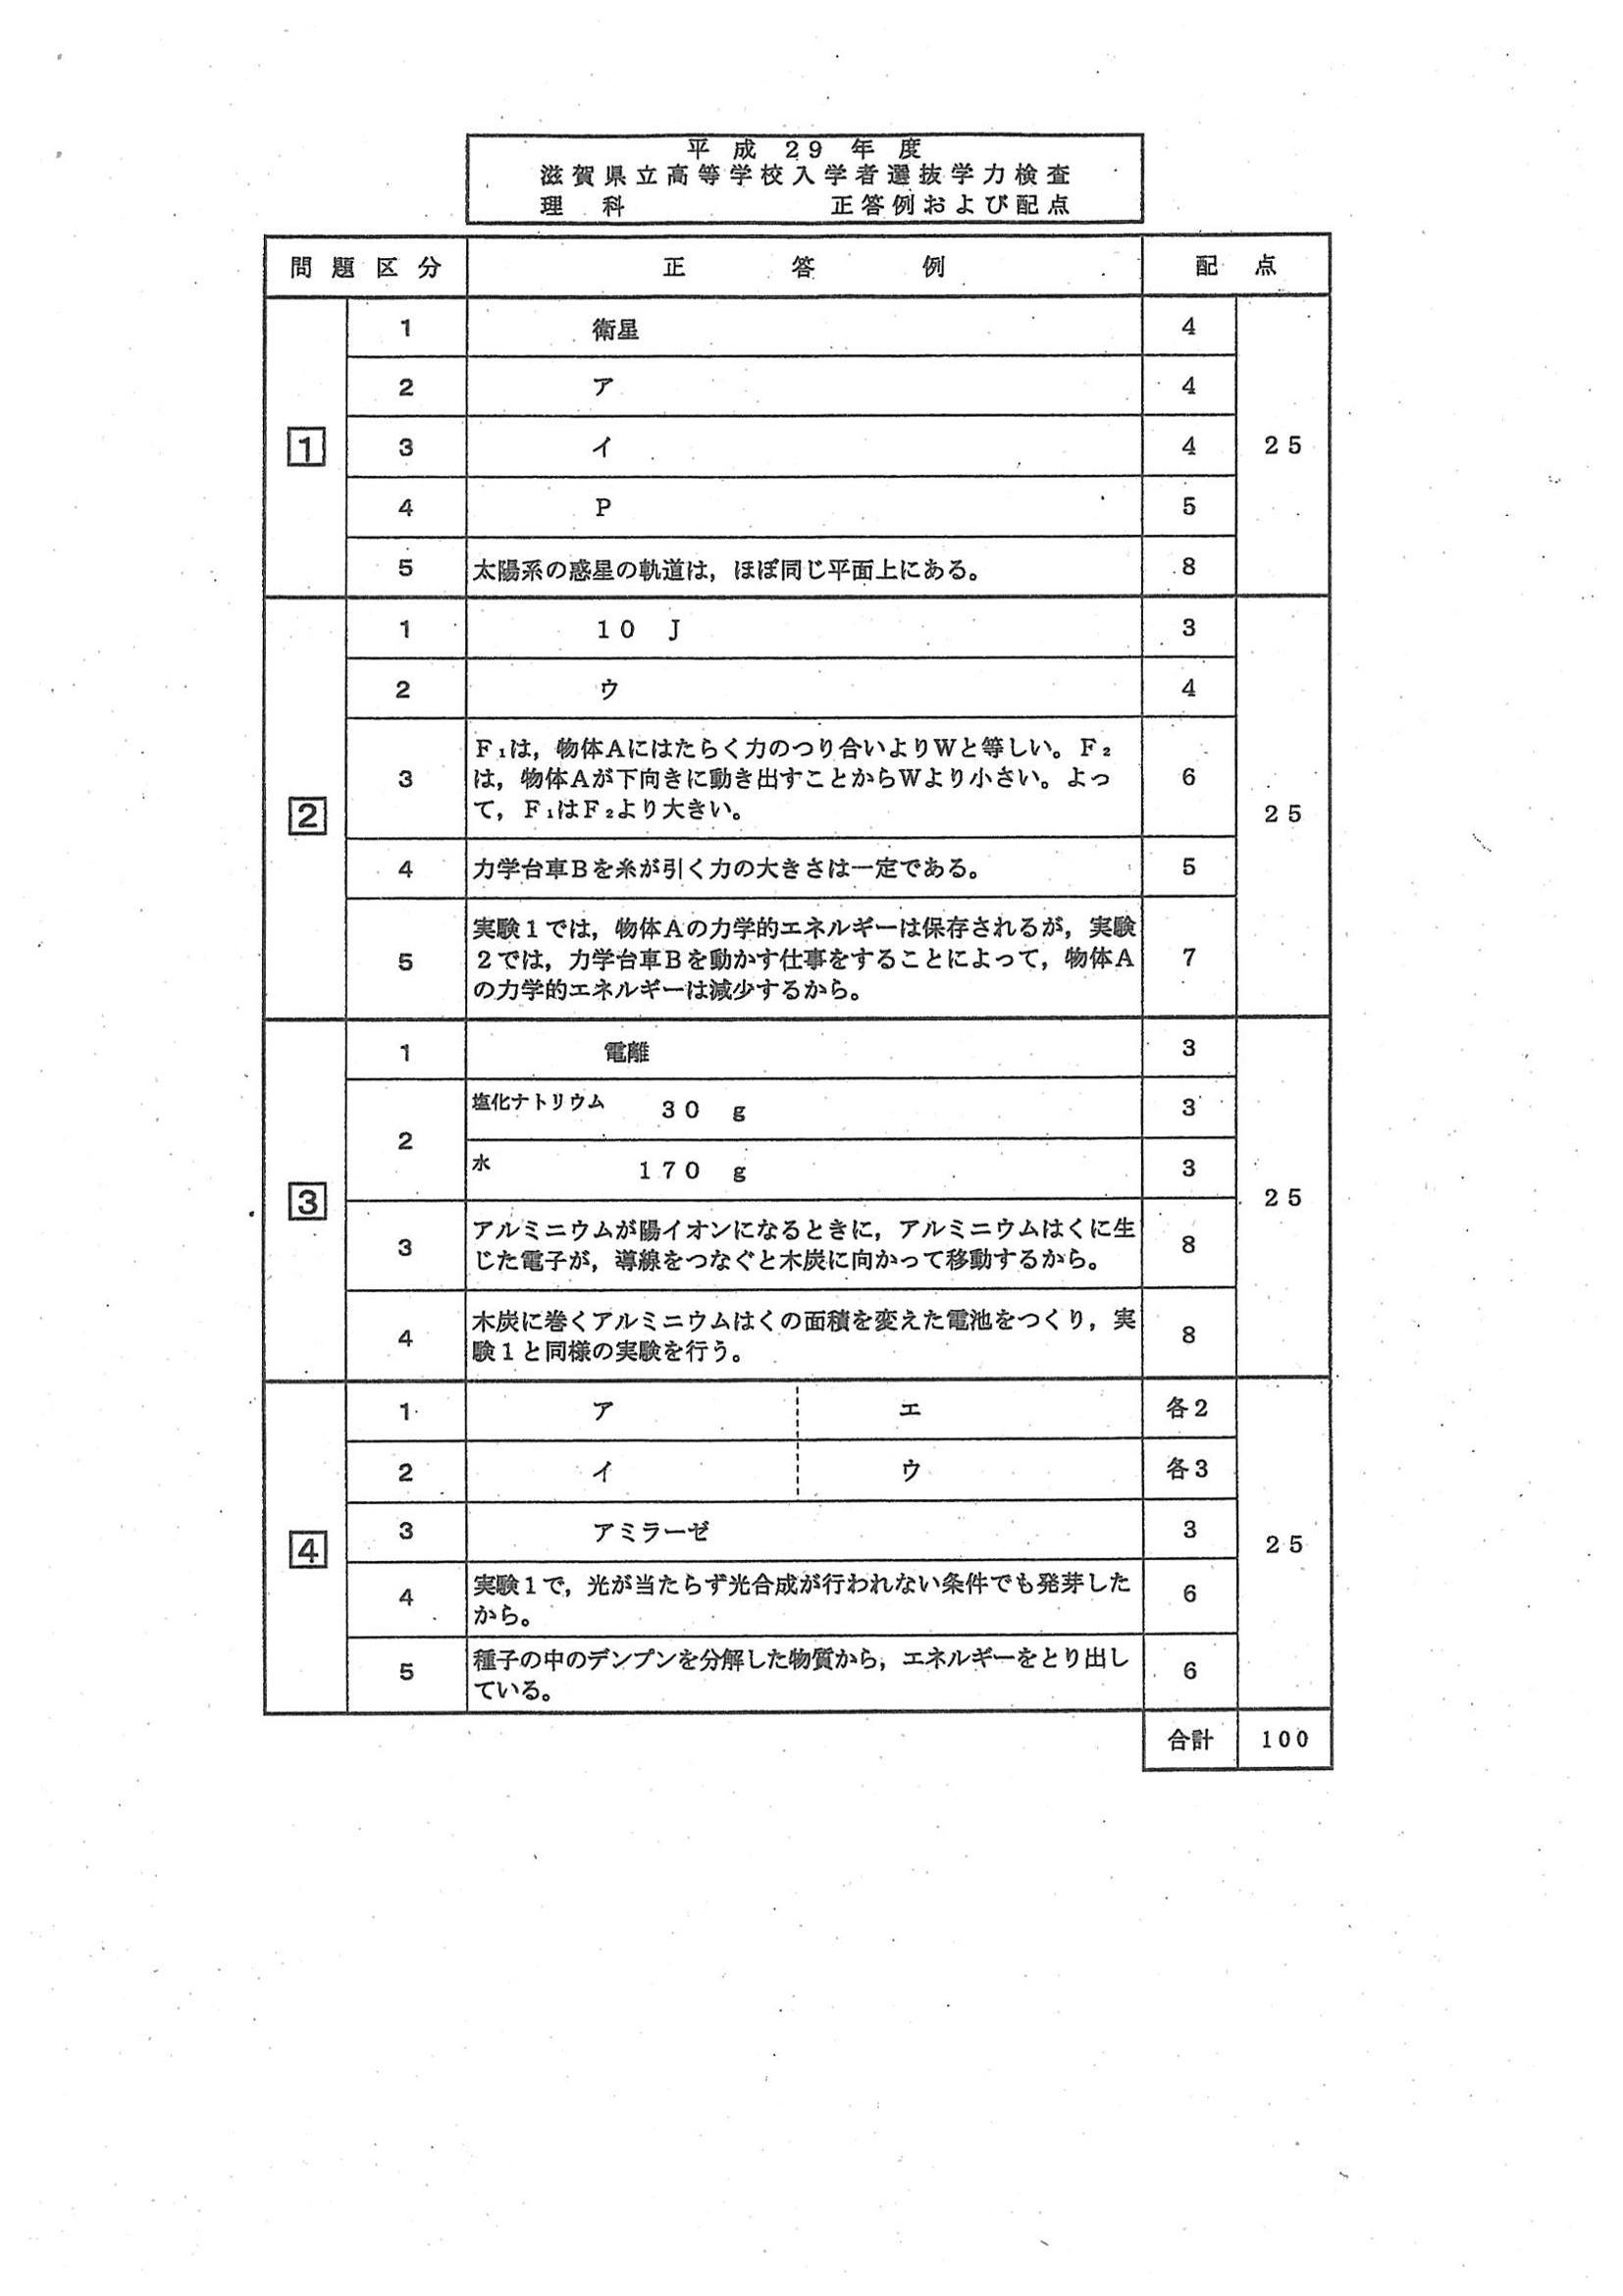 平成 29 年度
滋賀県立高等学校入学者選抜学力検査
理 科 正答例および配点
問題区分 正答例 配点
1 25
1 衛星 4
2 ア 4
3 イ 4
4 P 5
5 太陽系の惑星の軌道は，ほぼ同じ平面上にある。 8
2 25
1 10 J 3
2 ウ 4
3 6
F₁は，物体Aにはたらく力のつり合いよりWと等しい。F₂
は，物体Aが下向きに動き出すことからWより小さい。よっ
て，F₁はF₂より大きい。
4 力学台車Bを糸が引く力の大きさは一定である。 5
5 7
実験1では，物体Aの力学的エネルギーは保存されるが，実験
2では，力学台車Bを動かす仕事をすることによって，物体A
の力学的エネルギーは減少するから。
3 25
1 電離 3
2
塩化ナトリウム 30 g 3
水 170 g 3
3 8
アルミニウムが陽イオンになるときに，アルミニウムはくに生
じた電子が，導線をつなぐと木炭に向かって移動するから。
4 8
木炭に巻くアルミニウムはくの面積を変えた電池をつくり，実
験1と同様の実験を行う。
4 25
1 ア エ 各2
2 イ ウ 各3
3 アミラーゼ 3
4 6
実験1で，光が当たらず光合成が行われない条件でも発芽した
から。
5 6
種子の中のデンプンを分解した物質から，エネルギーをとり出し
ている。
合計 100